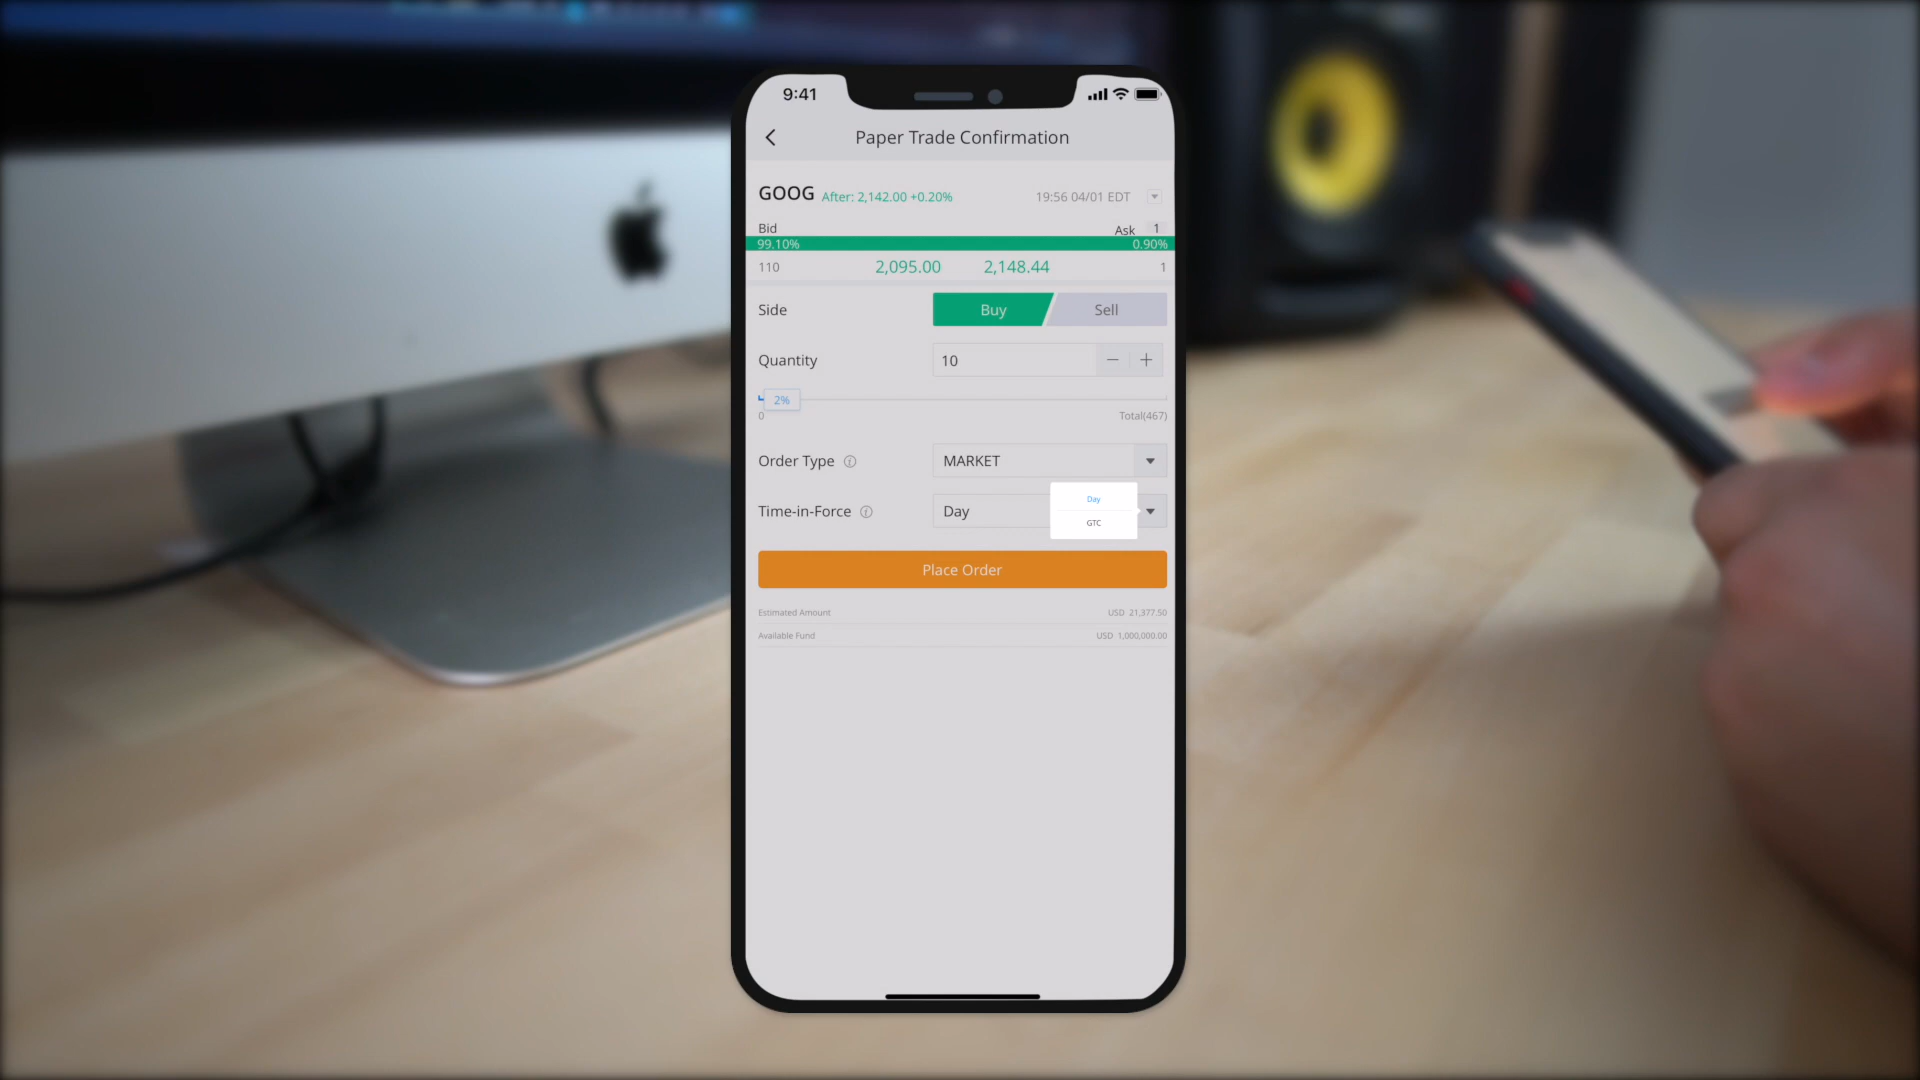 9:41
Paper Trade Confirmation
GOOG After: 2,142.00 +0.20% 19:56 04/01 EDT
Bid Ask 1
99.10% 0.90%
110 2,095.00 2,148.44 1
Side Buy Sell
Quantity 10
2%
0 Total(467)
Order Type MARKET
Day
Time-in-Force Day
GTC
Place Order
Estimated Amount USD 21,377.50
Available Fund USD 1,000,000.00